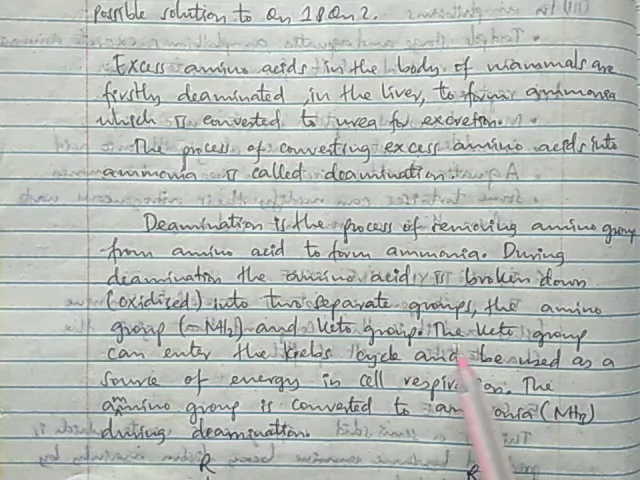 possible solution to Qn 1 & Qn 2.
Excess amino acids in the body of mammals are
firstly deaminated, in the liver, to form ammonia
which is converted to urea for excretion.
The process of converting excess amino acids into
ammonia is called deamination.
Deamination is the process of removing amino group
from amino acid to form ammonia. During
deamination the amino acid is broken down
(oxidised) into two separate groups, the amino
group (-NH2) and keto group. The keto group
can enter the krebs cycle and be used as a
source of energy in cell respiration. The
amino group is converted to (NH3)
during deamination.
R
R